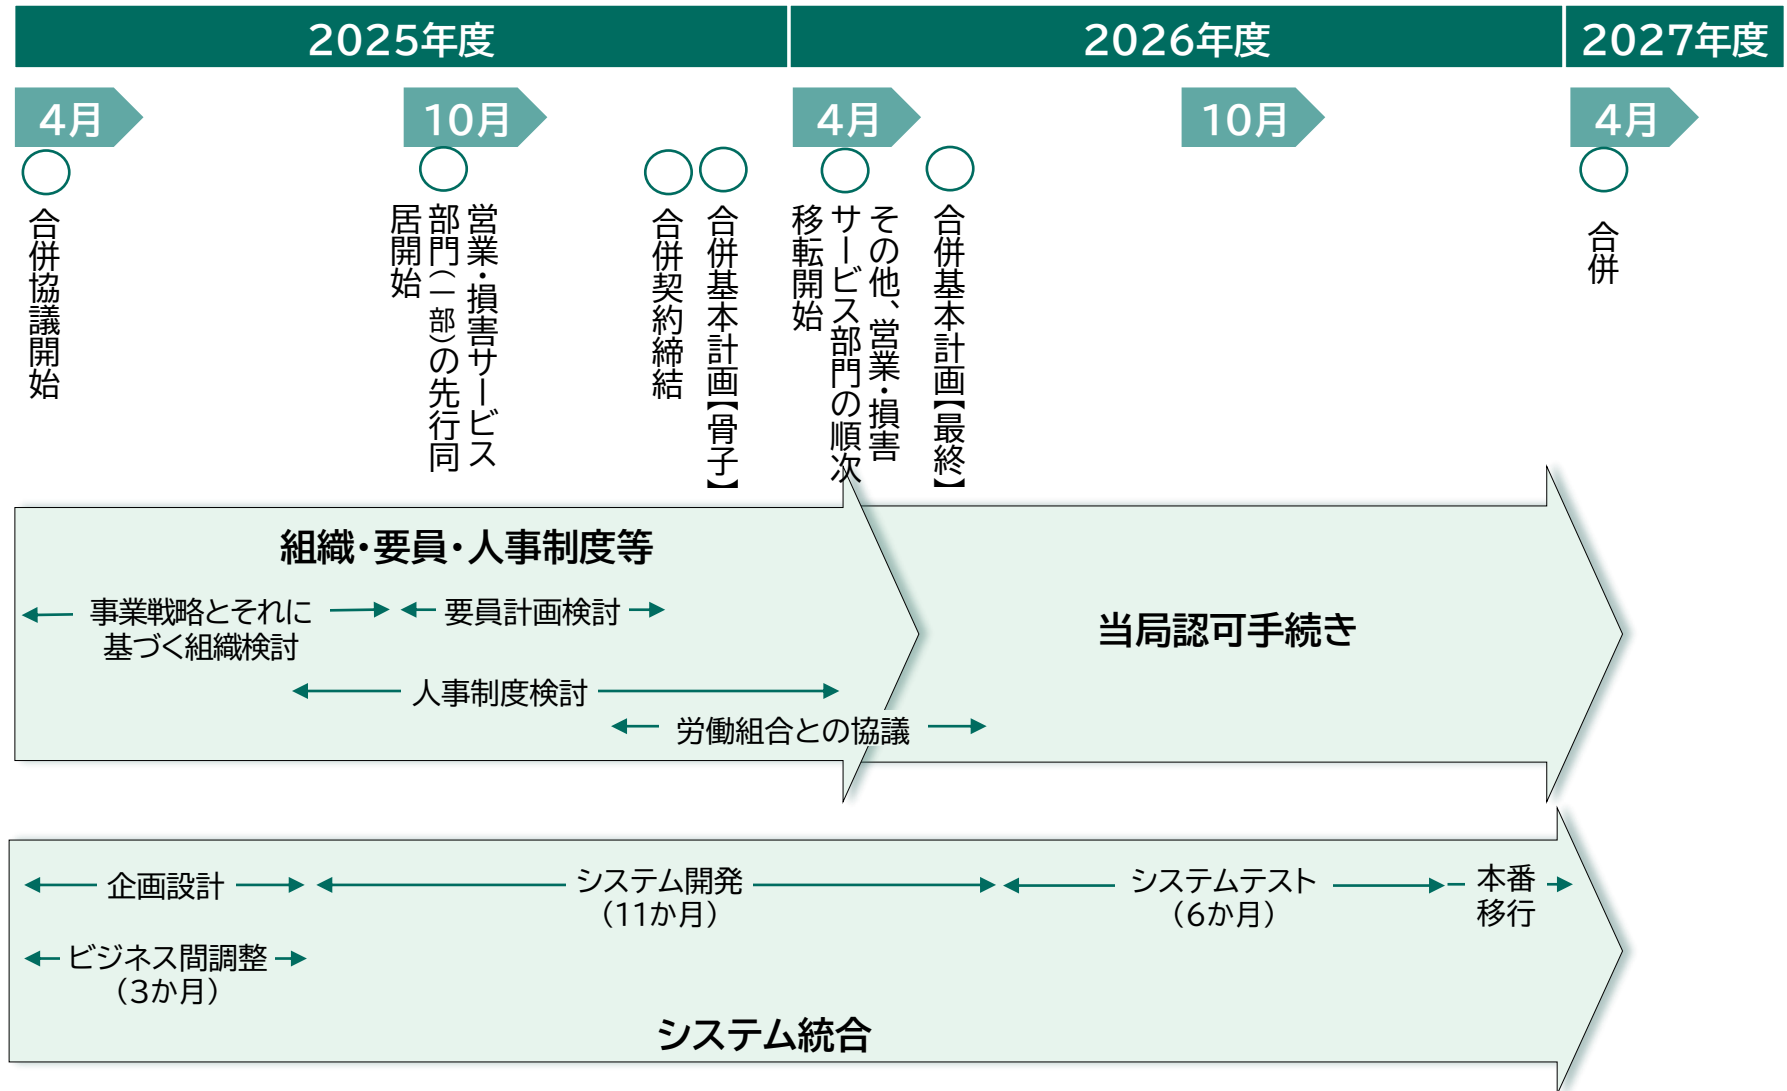 2025年度
2026年度
2027年度
4月
10月
4月
10月
4月
合併協議開始
営業・損害サービス
部門(一部)の先行同
居開始
合併契約締結
合併基本計画【骨子】
その他、営業・損害
サービス部門の順次
移転開始
合併基本計画【最終】
合併
組織・要員・人事制度等
事業戦略とそれに
基づく組織検討
要員計画検討
人事制度検討
労働組合との協議
当局認可手続き
企画設計
システム開発
(11か月)
システムテスト
(6か月)
本番
移行
ビジネス間調整
(3か月)
システム統合